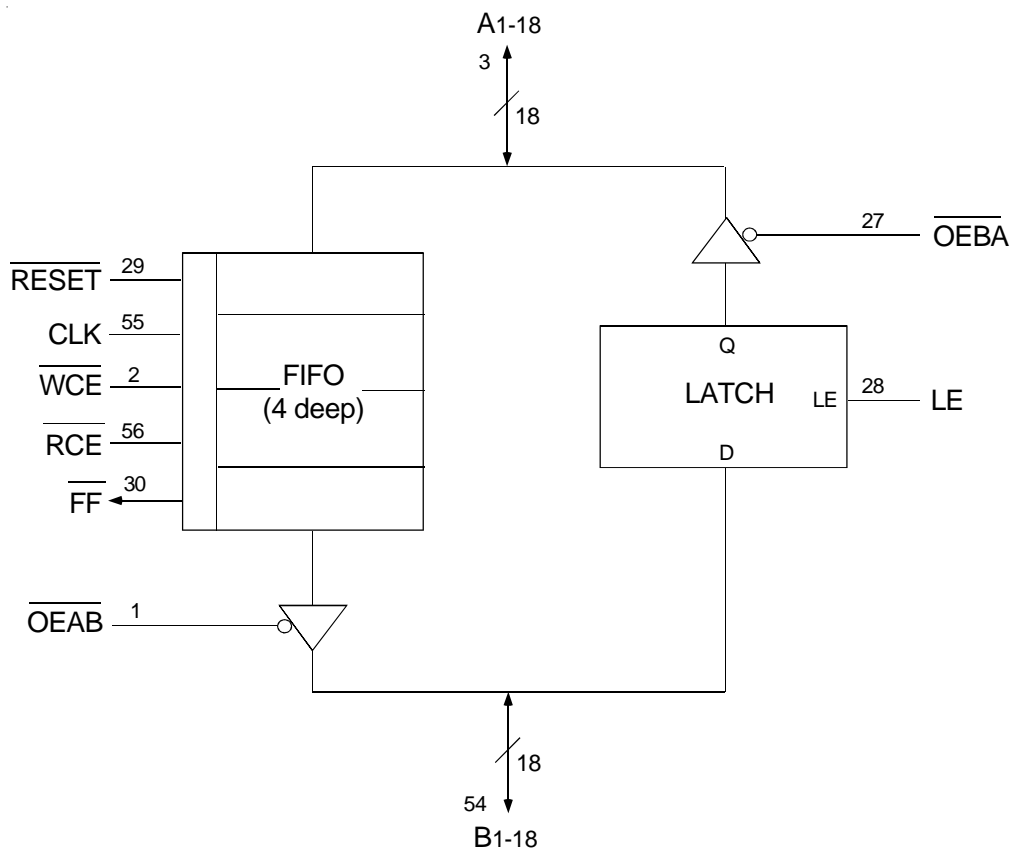 A1-18
3
18
27
OEBA
RESET 29
CLK 55
WCE 2
RCE 56
FF 30
FIFO
(4 deep)
Q
LATCH
LE 28 LE
D
OEAB 1
18
54
B1-18